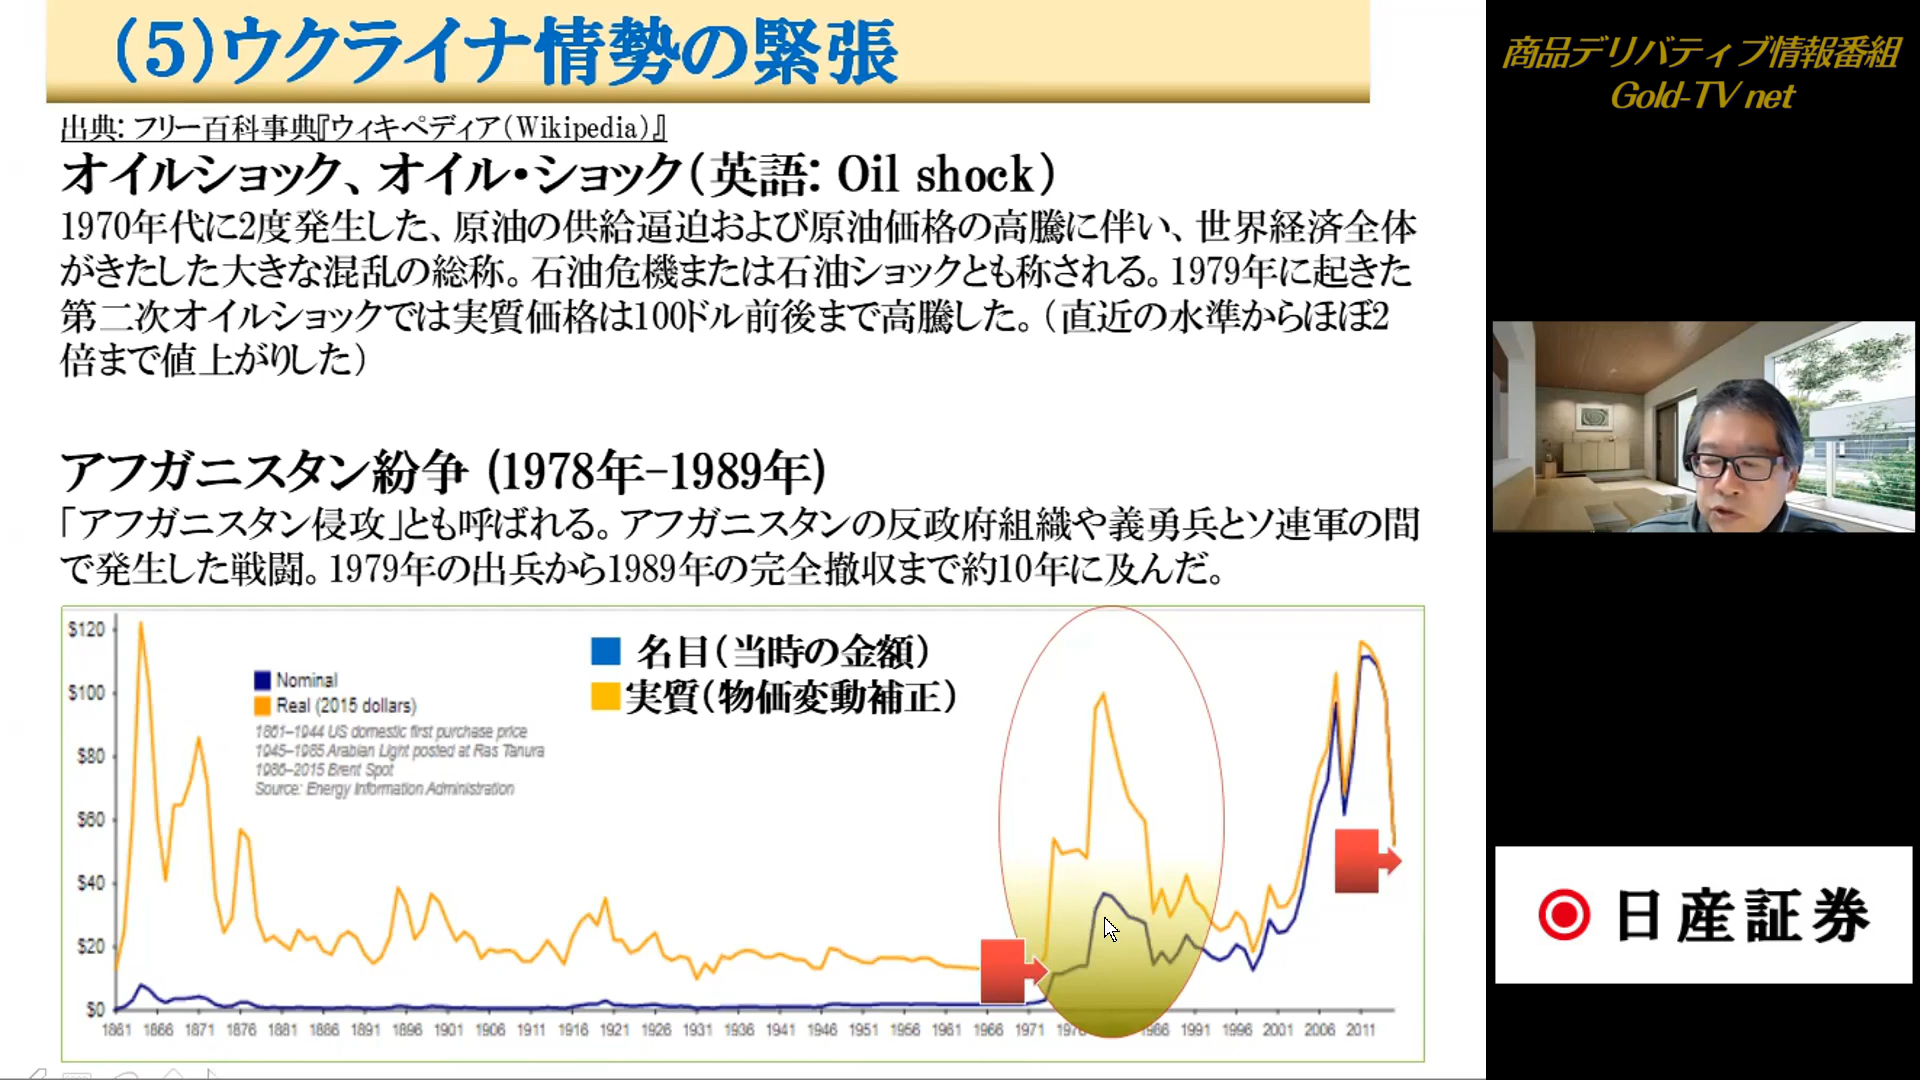 （5）ウクライナ情勢の緊張
出典：フリー百科事典『ウィキペディア（Wikipedia）』
オイルショック、オイル・ショック（英語：Oil shock）
1970年代に2度発生した、原油の供給逼迫および原油価格の高騰に伴い、世界経済全体
がきたした大きな混乱の総称。石油危機または石油ショックとも称される。1979年に起きた
第二次オイルショックでは実質価格は100ドル前後まで高騰した。（直近の水準からほぼ2
倍まで値上がりした）
アフガニスタン紛争 (1978年-1989年)
「アフガニスタン侵攻」とも呼ばれる。アフガニスタンの反政府組織や義勇兵とソ連軍の間
で発生した戦闘。1979年の出兵から1989年の完全撤収まで約10年に及んだ。
名目（当時の金額）
実質（物価変動補正）
Nominal
Real (2015 dollars)
1861–1944 US domestic first purchase price
1945–1985 Arabian Light posted at Ras Tanura
1986–2015 Brent Spot
Source: Energy Information Administration
$120
$100
$80
$60
$40
$20
$0
1861 1866 1871 1876 1881 1886 1891 1896 1901 1906 1911 1916 1921 1926 1931 1936 1941 1946 1951 1956 1961 1966 1971 1986 1991 1996 2001 2006 2011
商品デリバティブ情報番組
Gold-TV net
日産証券